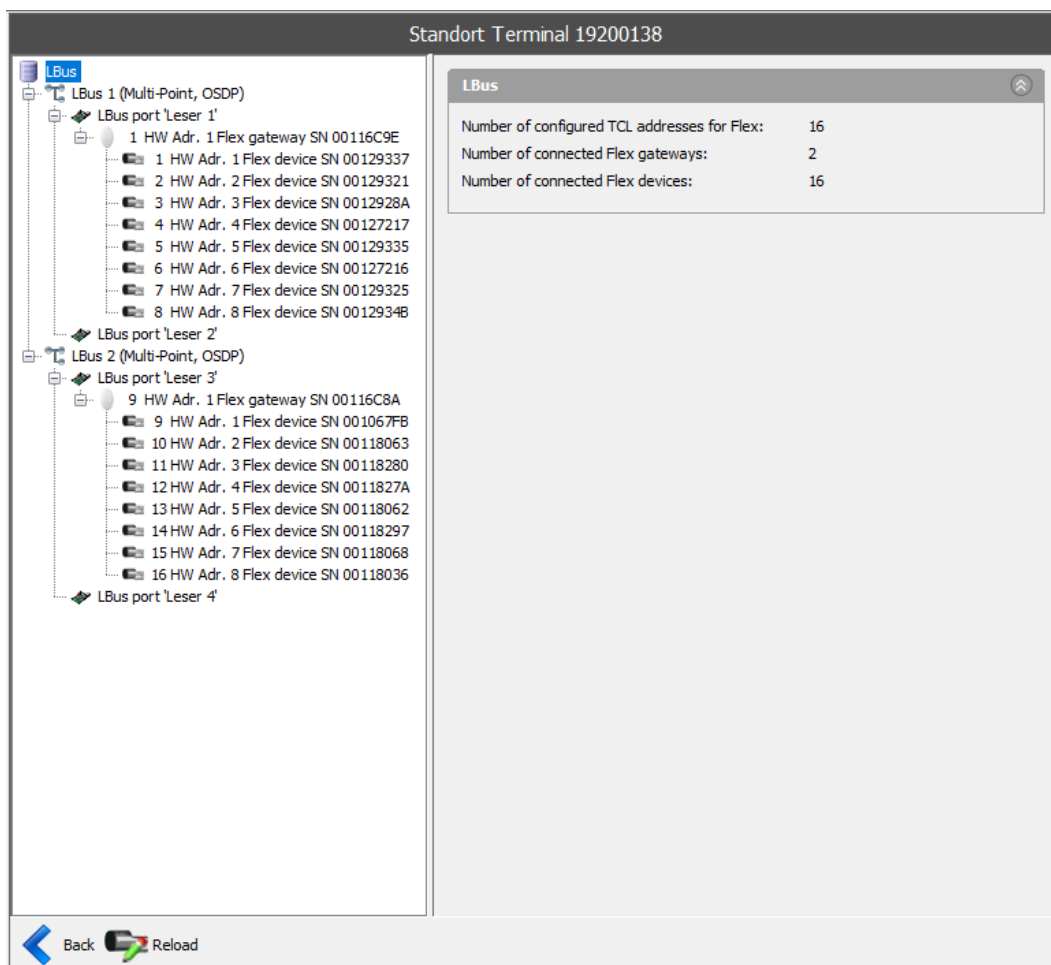 Standort Terminal 19200138
LBus
LBus 1 (Multi-Point, OSDP)
LBus port 'Leser 1'
1 HW Adr. 1 Flex gateway SN 00116C9E
1 HW Adr. 1 Flex device SN 00129337
2 HW Adr. 2 Flex device SN 00129321
3 HW Adr. 3 Flex device SN 0012928A
4 HW Adr. 4 Flex device SN 00127217
5 HW Adr. 5 Flex device SN 00129335
6 HW Adr. 6 Flex device SN 00127216
7 HW Adr. 7 Flex device SN 00129325
8 HW Adr. 8 Flex device SN 0012934B
LBus port 'Leser 2'
LBus 2 (Multi-Point, OSDP)
LBus port 'Leser 3'
9 HW Adr. 1 Flex gateway SN 00116C8A
9 HW Adr. 1 Flex device SN 001067FB
10 HW Adr. 2 Flex device SN 00118063
11 HW Adr. 3 Flex device SN 00118280
12 HW Adr. 4 Flex device SN 0011827A
13 HW Adr. 5 Flex device SN 00118062
14 HW Adr. 6 Flex device SN 00118297
15 HW Adr. 7 Flex device SN 00118068
16 HW Adr. 8 Flex device SN 00118036
LBus port 'Leser 4'
LBus
Number of configured TCL addresses for Flex: 16
Number of connected Flex gateways: 2
Number of connected Flex devices: 16
Back Reload